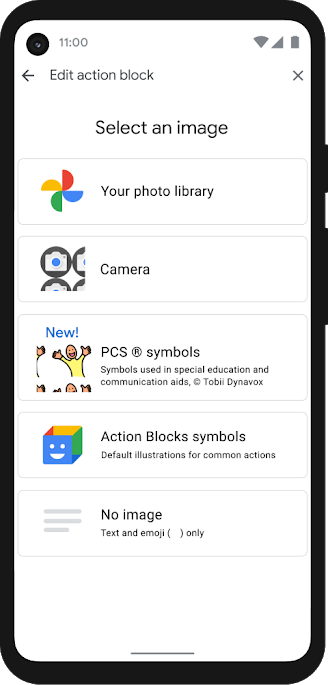 11:00
Edit action block
Select an image
Your photo library
Camera
New!
PCS ® symbols
Symbols used in special education and
communication aids, © Tobii Dynavox
Action Blocks symbols
Default illustrations for common actions
No image
Text and emoji (   ) only